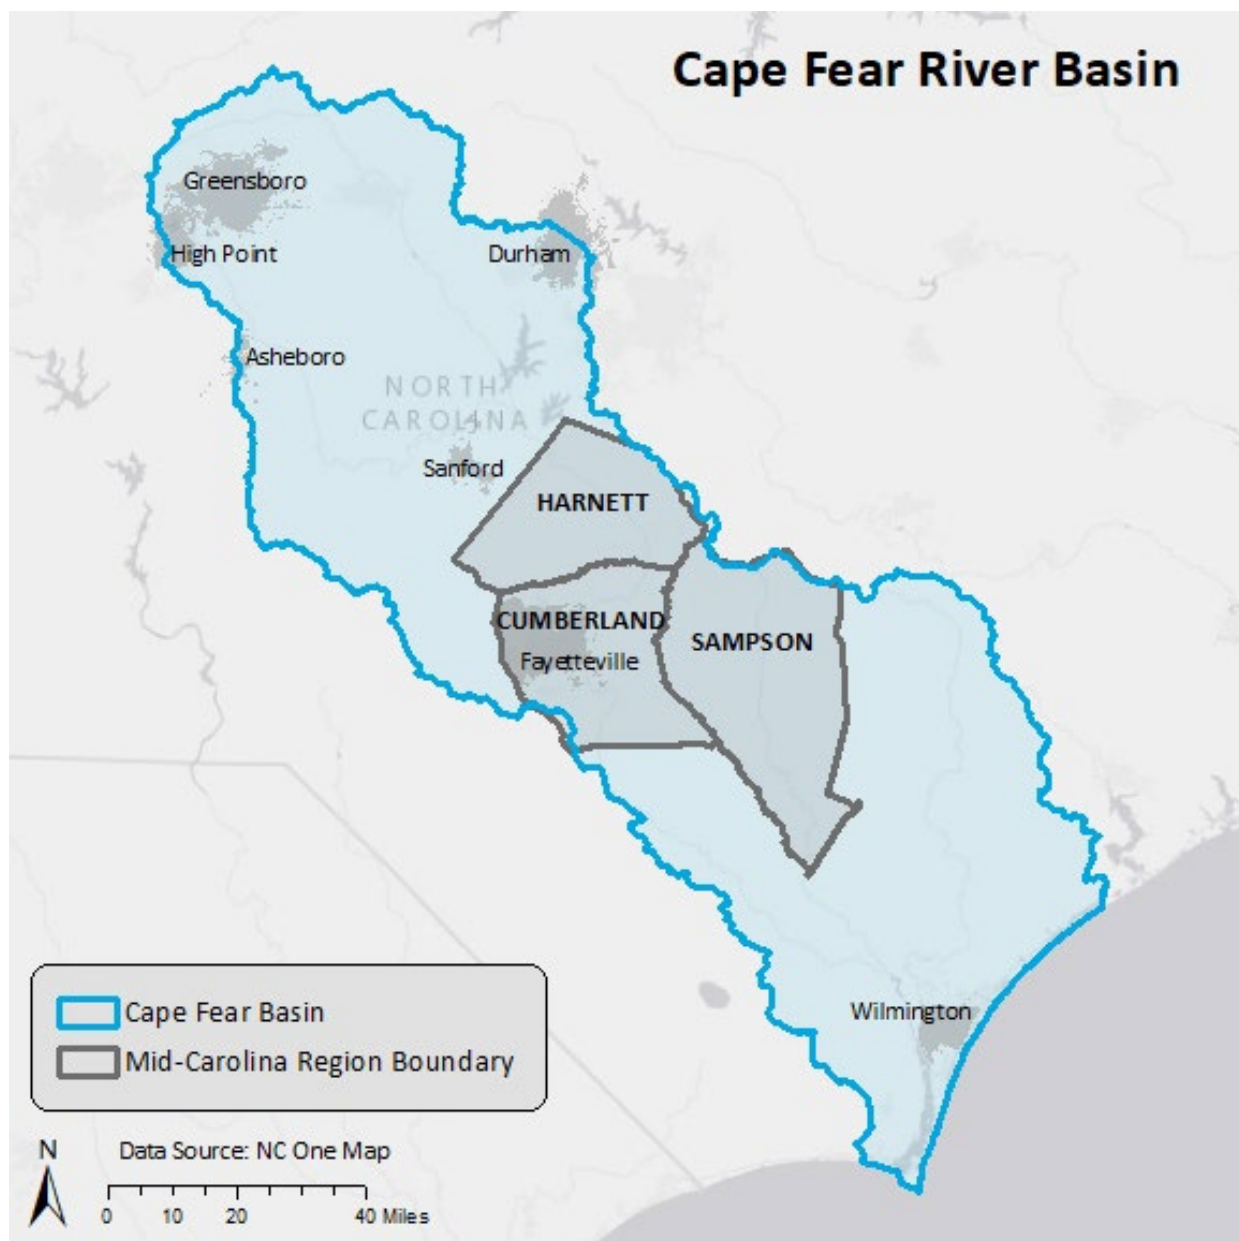 Cape Fear River Basin
Greensboro
High Point
Durham
Asheboro
NORTH
CAROLINA
Sanford
HARNETT
CUMBERLAND
Fayetteville
SAMPSON
Wilmington
Cape Fear Basin
Mid-Carolina Region Boundary
N
Data Source: NC One Map
0 10 20 40 Miles